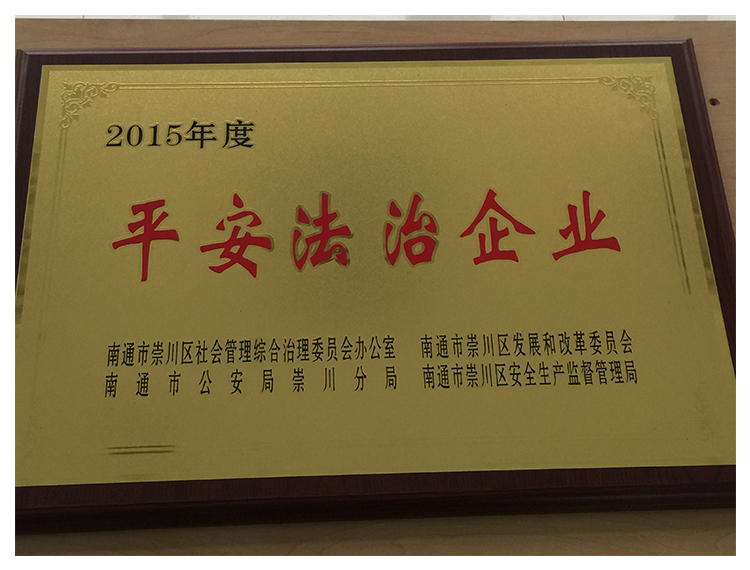 2015年度
平安法治企业
南通市崇川区社会管理综合治理委员会办公室 南通市崇川区发展和改革委员会
南通市公安局崇川分局 南通市崇川区安全生产监督管理局